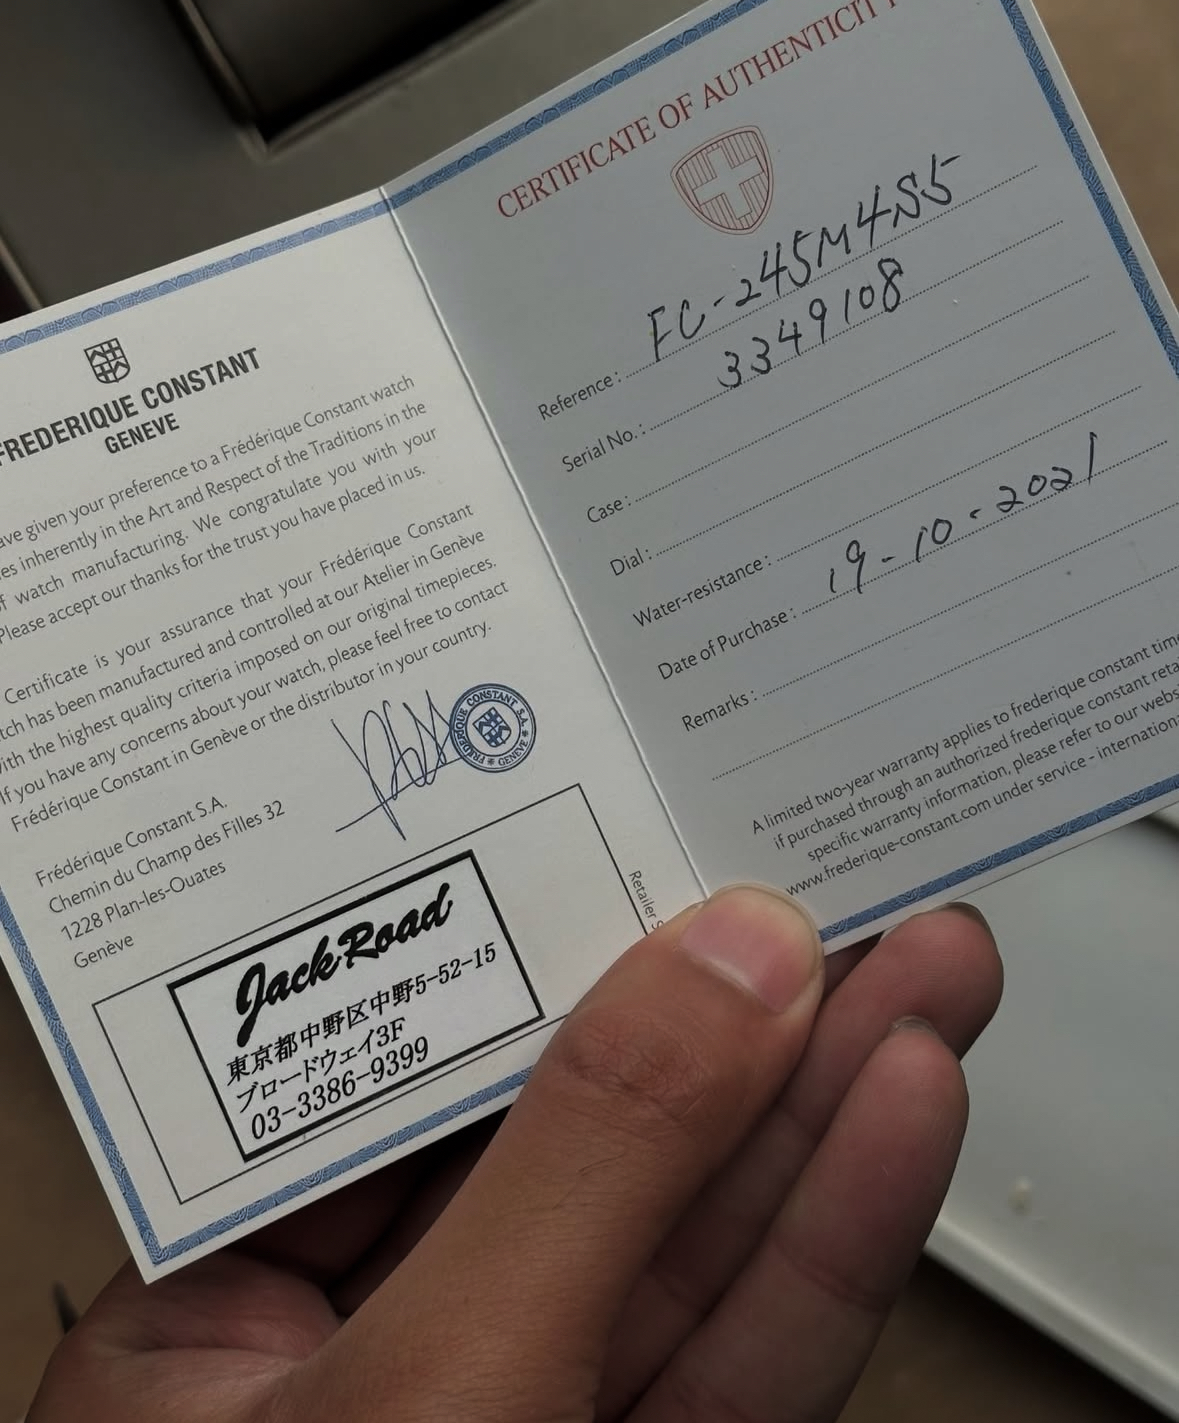 FREDERIQUE CONSTANT
GENEVE
ave given your preference to a Frédérique Constant watch
es inherently in the Art and Respect of the Traditions in the
f watch manufacturing. We congratulate you with your
Please accept our thanks for the trust you have placed in us.
Certificate is your assurance that your Frédérique Constant
tch has been manufactured and controlled at our Atelier in Genève
with the highest quality criteria imposed on our original timepieces.
If you have any concerns about your watch, please feel free to contact
Frédérique Constant in Genève or the distributor in your country.
FRÉDÉRIQUE CONSTANT S.A. GENÈVE
Frédérique Constant S.A.
Chemin du Champ des Filles 32
1228 Plan-les-Ouates
Genève
Jack Road
東京都中野区中野5-52-15
ブロードウェイ3F
03-3386-9399
Retailer S
CERTIFICATE OF AUTHENTICITY
Reference : FC-245M4S5
Serial No. : 3349108
Case :
Dial :
Water-resistance :
Date of Purchase : 19-10-2021
Remarks :
A limited two-year warranty applies to frederique constant time
if purchased through an authorized frederique constant reta
specific warranty information, please refer to our webs
www.frederique-constant.com under service - internationa